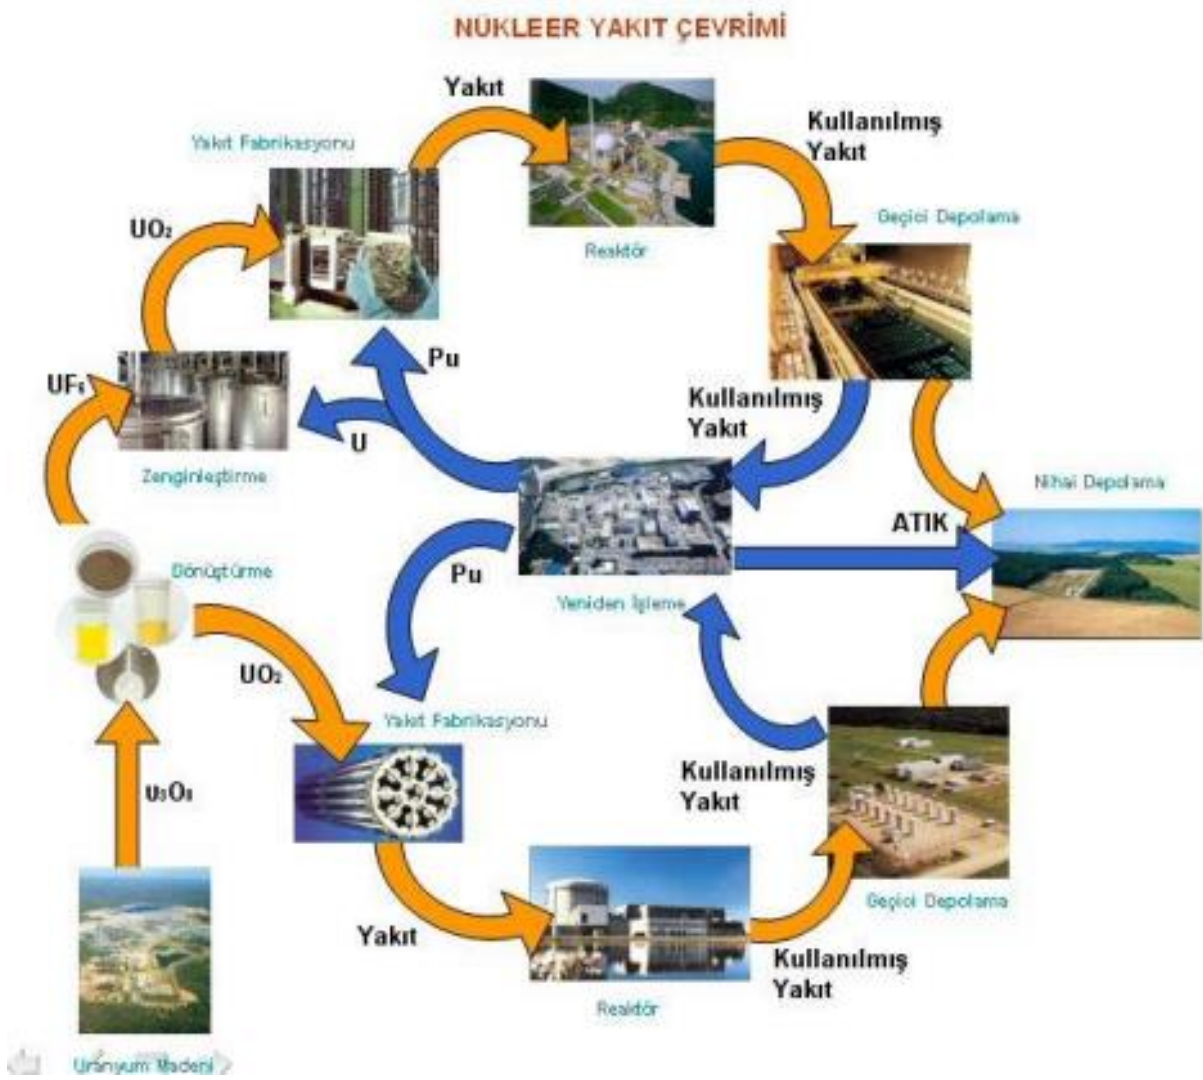 NÜKLEER YAKIT ÇEVRİMİ
Yakıt
Kullanılmış
Yakıt
Yakıt Fabrikasyonu
Geçici Depolama
UO₂
Reaktör
Pu
UF₆
Kullanılmış
Yakıt
U
Zenginleştirme
Nihai Depolama
ATIK
Dönüştürme
Pu
Yeniden İşleme
UO₂
Yakıt Fabrikasyonu
U₃O₈
Kullanılmış
Yakıt
Geçici Depolama
Yakıt
Kullanılmış
Yakıt
Reaktör
Uranyum Madeni